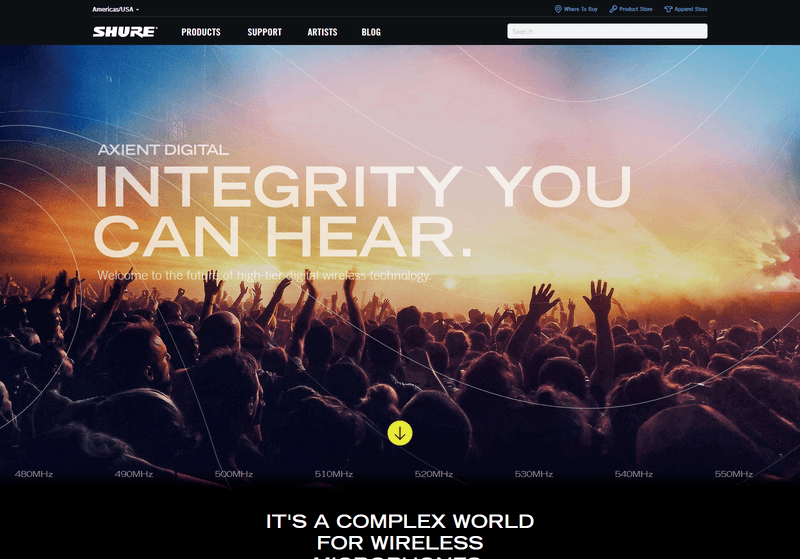 Americas/USA
Where To Buy
Product Store
Apparel Store
SHURE
PRODUCTS
SUPPORT
ARTISTS
BLOG
Search
AXIENT DIGITAL
INTEGRITY YOU
CAN HEAR.
Welcome to the future of high-tier digital wireless technology.
480MHz
490MHz
500MHz
510MHz
520MHz
530MHz
540MHz
550MHz
IT'S A COMPLEX WORLD
FOR WIRELESS
MICROPHONES